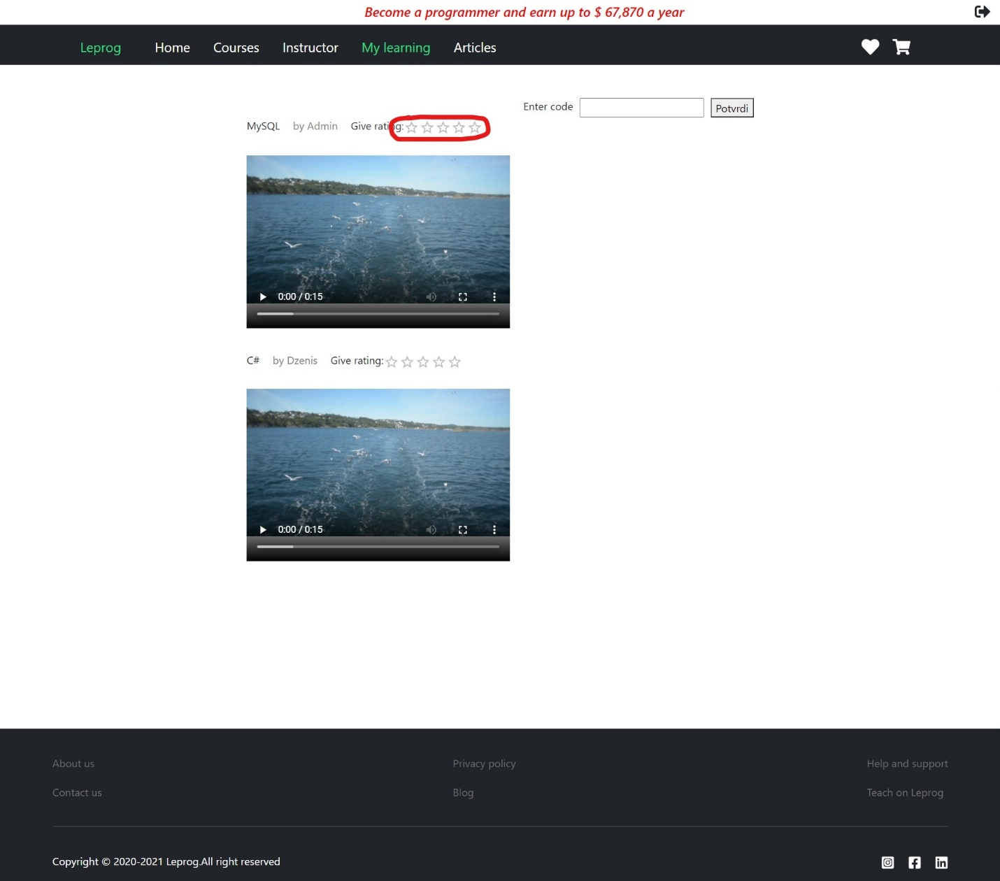 Become a programmer and earn up to $ 67,870 a year
Leprog Home Courses Instructor My learning Articles
Enter code Potvrdi
MySQL by Admin Give rating:
0:00 / 0:15
C# by Dzenis Give rating:
0:00 / 0:15
About us Privacy policy Help and support
Contact us Blog Teach on Leprog
Copyright © 2020-2021 Leprog.All right reserved